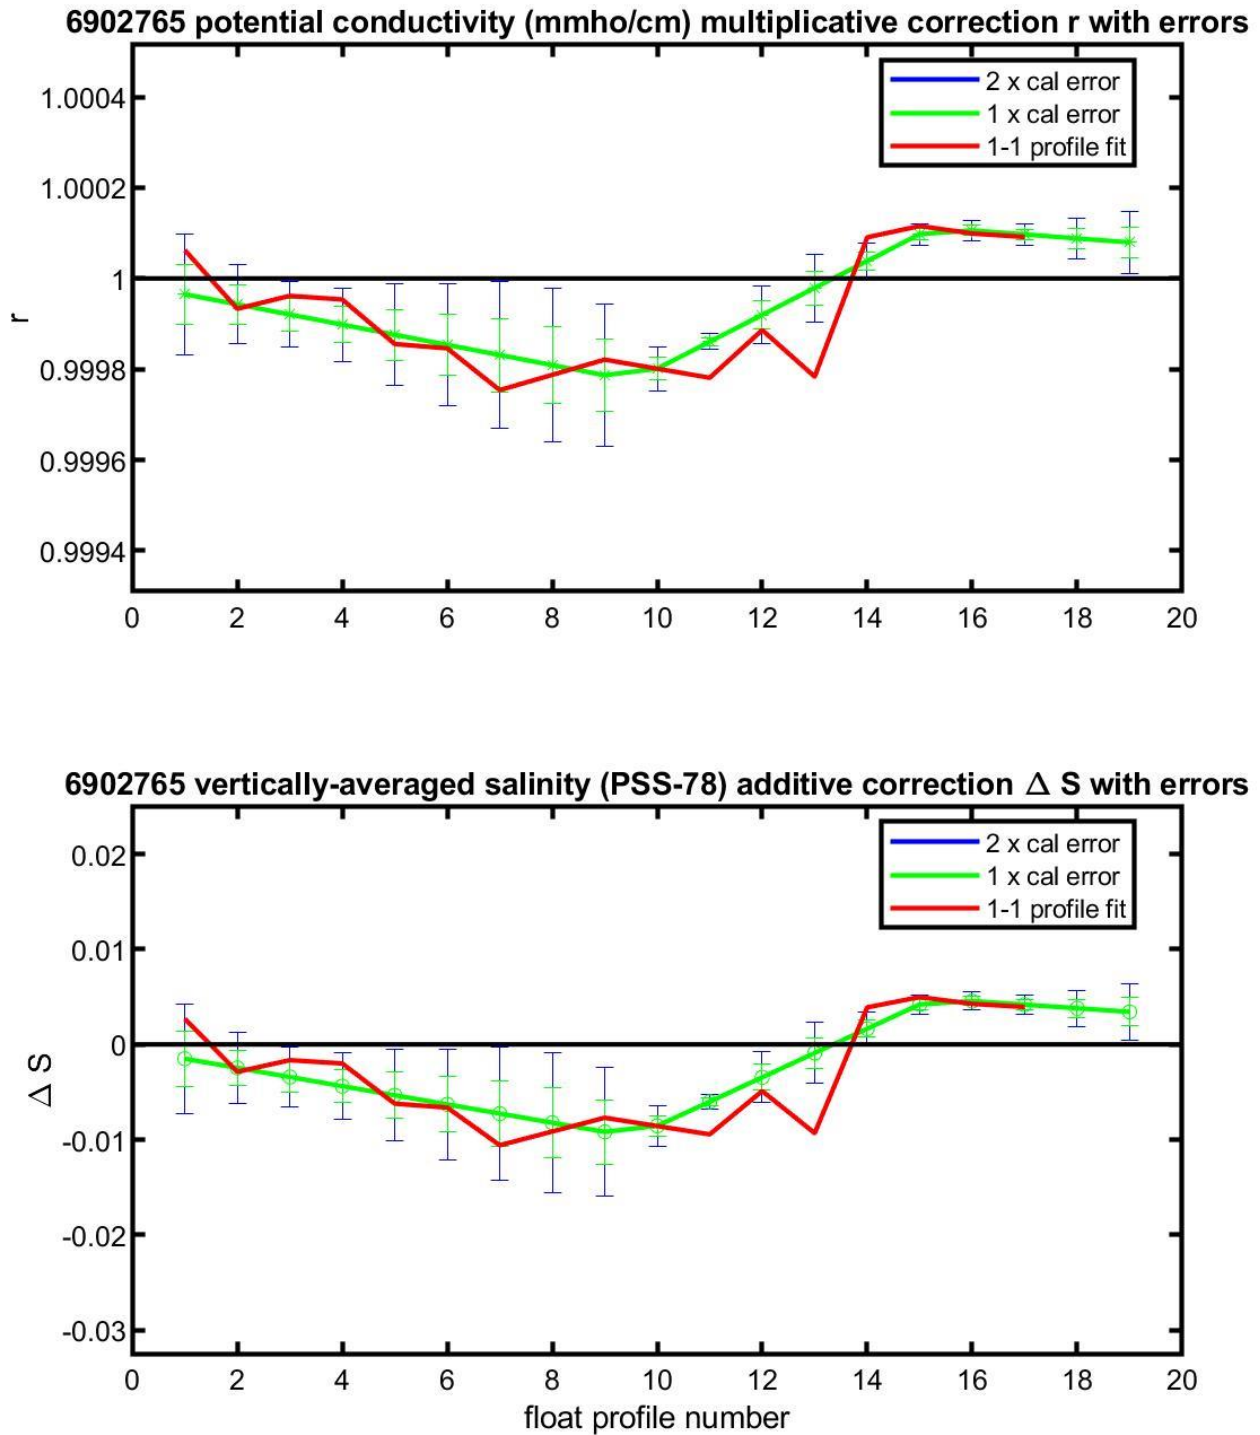 6902765 potential conductivity (mmho/cm) multiplicative correction r with errors
2 x cal error
1 x cal error
1-1 profile fit
1.0004
1.0002
1
0.9998
0.9996
0.9994
r
0 2 4 6 8 10 12 14 16 18 20
6902765 vertically-averaged salinity (PSS-78) additive correction Δ S with errors
2 x cal error
1 x cal error
1-1 profile fit
0.02
0.01
0
-0.01
-0.02
-0.03
Δ S
0 2 4 6 8 10 12 14 16 18 20
float profile number